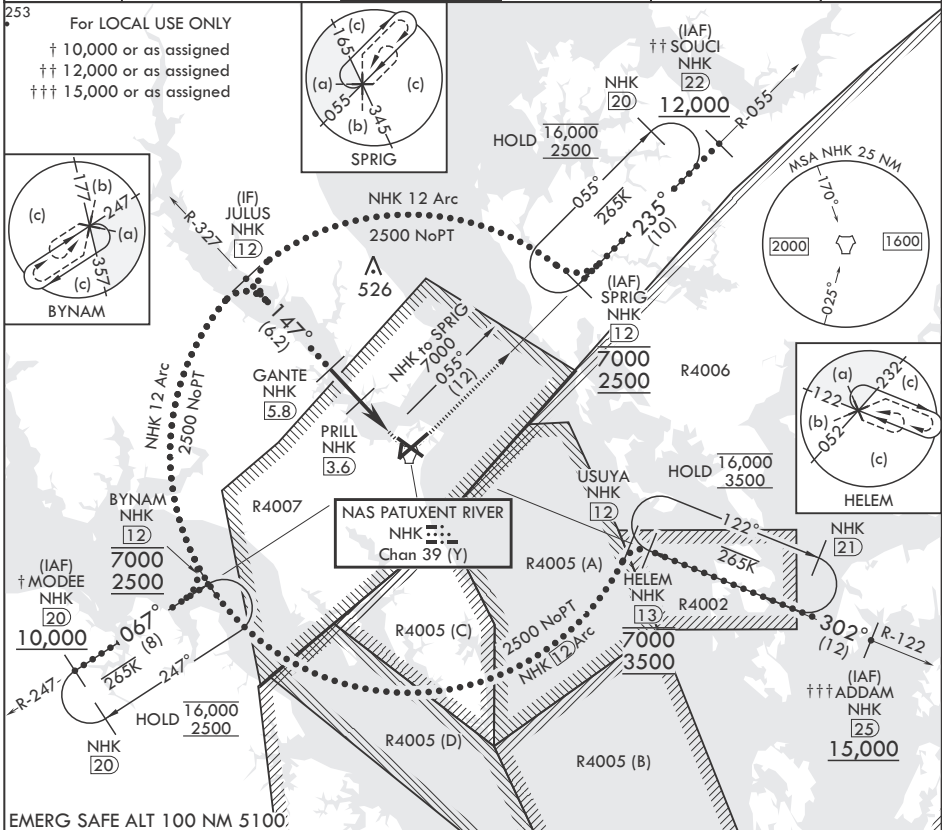 253
For LOCAL USE ONLY
† 10,000 or as assigned
†† 12,000 or as assigned
††† 15,000 or as assigned
(c)
165
(a)
(c)
055
345
(b)
SPRIG
(IAF)
†† SOUCI
NHK
22
12,000
NHK
20
R-055
HOLD 16,000
2500
055°
265K
235°
(10)
MSA NHK 25 NM
170°
2000
1600
025°
177
(b)
(c)
247
(a)
357
(c)
BYNAM
(IF)
JULUS
NHK
12
R-327
NHK 12 Arc
2500 NoPT
526
147°
(6.2)
(IAF)
SPRIG
NHK
12
7000
2500
R4006
NHK to SPRIG
7000
055°
(12)
GANTE
NHK
5.8
NHK 12 Arc
2500 NoPT
PRILL
NHK
3.6
(a)
232
(c)
122
(b)
052
(c)
HELEM
USUYA
NHK
12
HOLD 16,000
3500
BYNAM
NHK
12
7000
2500
R4007
NAS PATUXENT RIVER
NHK
Chan 39 (Y)
122°
265K
NHK
21
R4005 (A)
HELEM
NHK
13
7000
3500
R4002
(IAF)
† MODEE
NHK
20
10,000
067°
(8)
265K
247°
R-247
R4005 (C)
2500 NoPT
NHK 12 Arc
302°
(12)
R-122
(IAF)
††† ADDAM
NHK
25
15,000
HOLD 16,000
2500
NHK
20
R4005 (D)
R4005 (B)
EMERG SAFE ALT 100 NM 5100